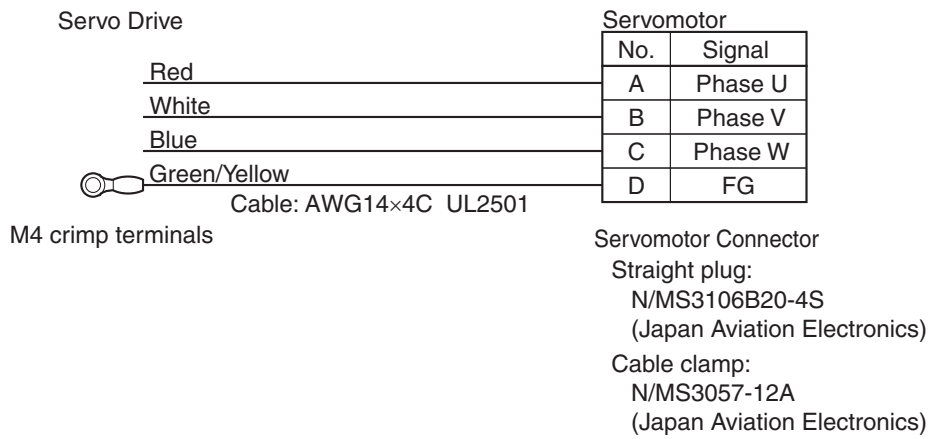 Servo Drive
Servomotor
No. Signal
Red
A Phase U
White
B Phase V
Blue
C Phase W
Green/Yellow
D FG
Cable: AWG14×4C UL2501
M4 crimp terminals
Servomotor Connector
Straight plug:
N/MS3106B20-4S
(Japan Aviation Electronics)
Cable clamp:
N/MS3057-12A
(Japan Aviation Electronics)